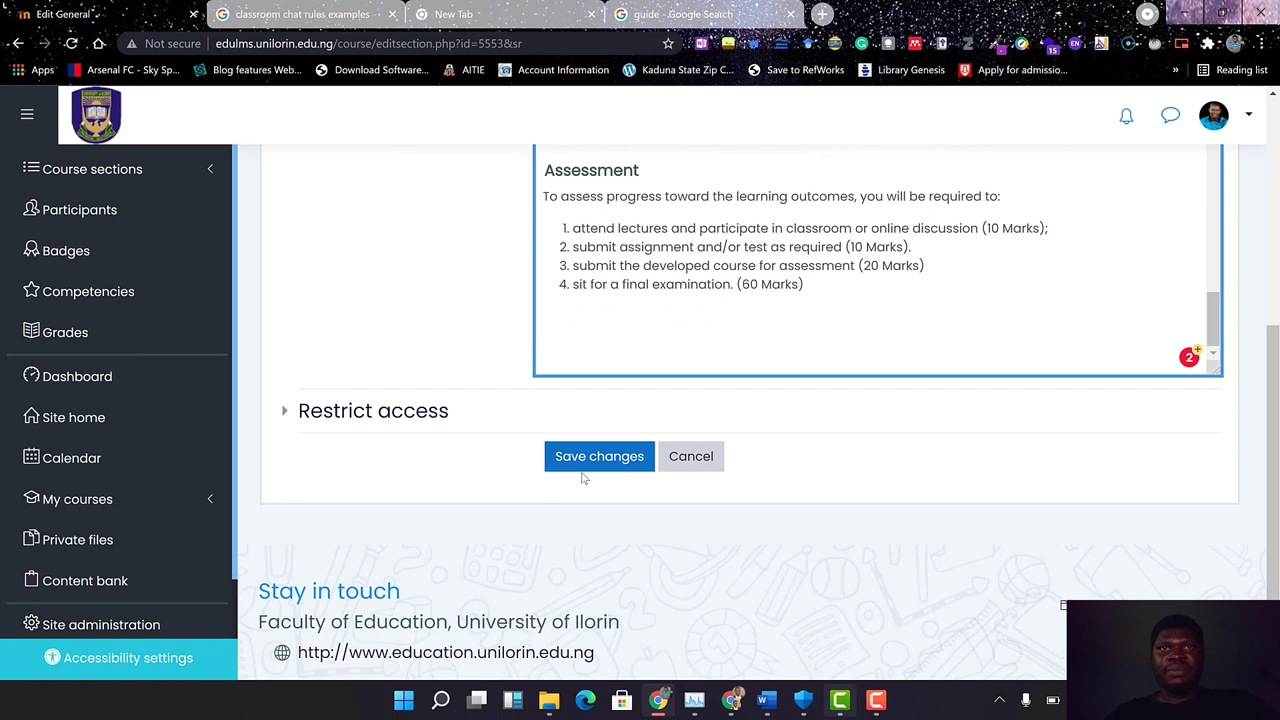 Edit General
classroom chat rules examples
New Tab
guide - Google Search
Not secure
edulms.unilorin.edu.ng/course/editsection.php?id=5553&sr
Apps
Arsenal FC - Sky Sp...
Blog features Web...
Download Software...
AITIE
Account Information
Kaduna State Zip C...
Save to RefWorks
Library Genesis
Apply for admissio...
»
Reading list
Course sections
Participants
Badges
Competencies
Grades
Dashboard
Site home
Calendar
My courses
Private files
Content bank
Site administration
Accessibility settings
Assessment
To assess progress toward the learning outcomes, you will be required to:
1. attend lectures and participate in classroom or online discussion (10 Marks);
2. submit assignment and/or test as required (10 Marks).
3. submit the developed course for assessment (20 Marks)
4. sit for a final examination. (60 Marks)
2
Restrict access
Save changes
Cancel
Stay in touch
Faculty of Education, University of Ilorin
http://www.education.unilorin.edu.ng